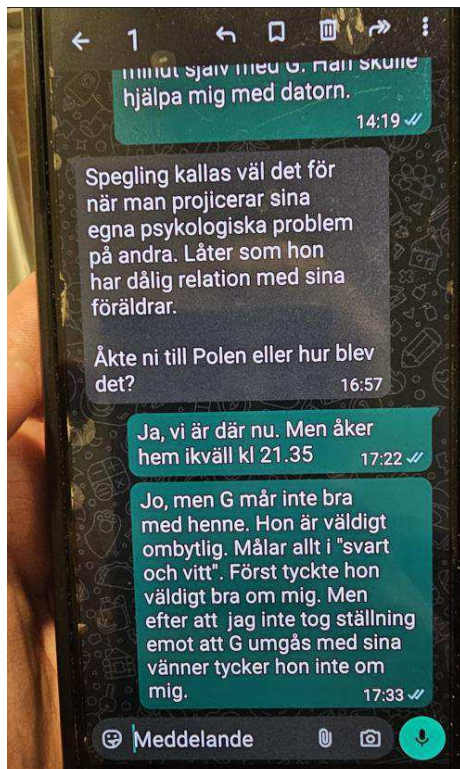 1
minut själv med G. Han skulle
hjälpa mig med datorn.
14:19
Spegling kallas väl det för
när man projicerar sina
egna psykologiska problem
på andra. Låter som hon
har dålig relation med sina
föräldrar.
Åkte ni till Polen eller hur blev
det?
16:57
Ja, vi är där nu. Men åker
hem ikväll kl 21.35
17:22
Jo, men G mår inte bra
med henne. Hon är väldigt
ombytlig. Målar allt i "svart
och vitt". Först tyckte hon
väldigt bra om mig. Men
efter att jag inte tog ställning
emot att G umgås med sina
vänner tycker hon inte om
mig.
17:33
Meddelande